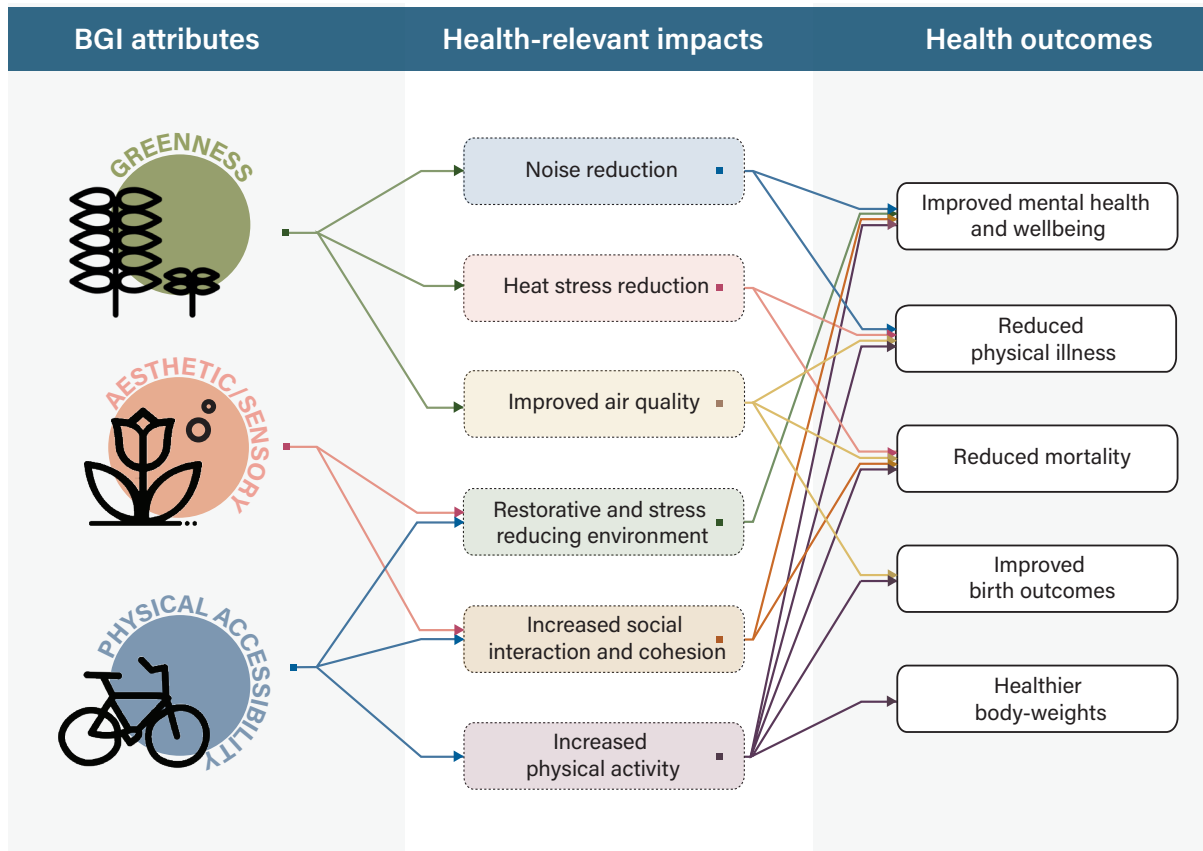 BGI attributes
Health-relevant impacts
Health outcomes
GREENNESS
AESTHETIC/SENSORY
PHYSICAL ACCESSIBILITY
Noise reduction
Heat stress reduction
Improved air quality
Restorative and stress
reducing environment
Increased social
interaction and cohesion
Increased
physical activity
Improved mental health
and wellbeing
Reduced
physical illness
Reduced mortality
Improved
birth outcomes
Healthier
body-weights